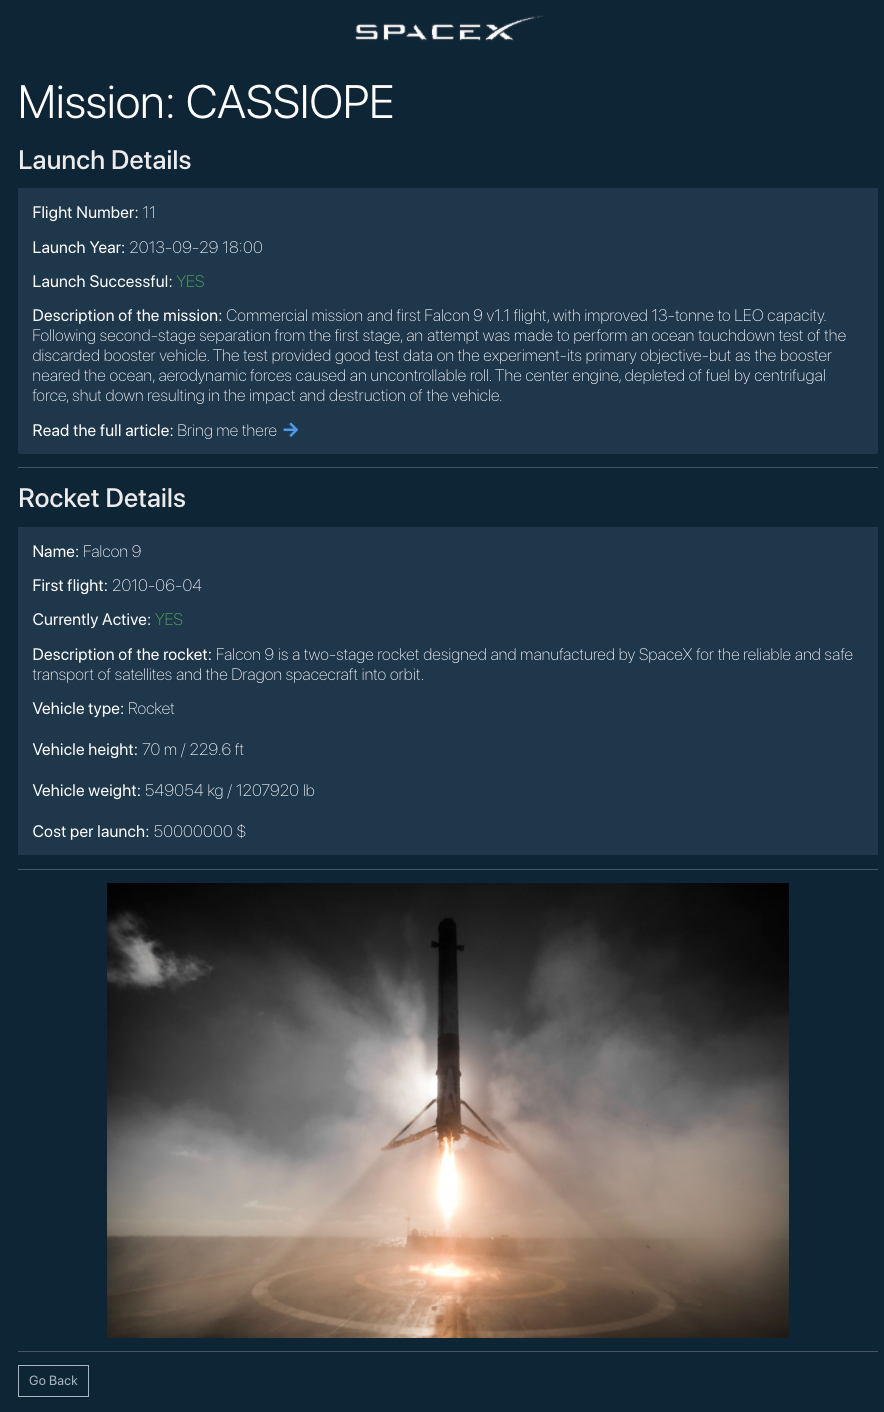 SPACEX
Mission: CASSIOPE
Launch Details
Flight Number: 11
Launch Year: 2013-09-29 18:00
Launch Successful: YES
Description of the mission: Commercial mission and first Falcon 9 v1.1 flight, with improved 13-tonne to LEO capacity.
Following second-stage separation from the first stage, an attempt was made to perform an ocean touchdown test of the
discarded booster vehicle. The test provided good test data on the experiment-its primary objective-but as the booster
neared the ocean, aerodynamic forces caused an uncontrollable roll. The center engine, depleted of fuel by centrifugal
force, shut down resulting in the impact and destruction of the vehicle.
Read the full article: Bring me there
Rocket Details
Name: Falcon 9
First flight: 2010-06-04
Currently Active: YES
Description of the rocket: Falcon 9 is a two-stage rocket designed and manufactured by SpaceX for the reliable and safe
transport of satellites and the Dragon spacecraft into orbit.
Vehicle type: Rocket
Vehicle height: 70 m / 229.6 ft
Vehicle weight: 549054 kg / 1207920 lb
Cost per launch: 50000000 $
Go Back